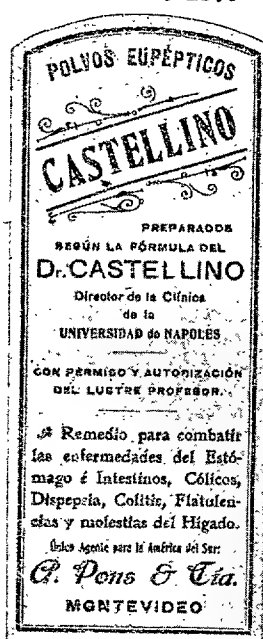 POLVOS EUPÉPTICOS
CASTELLINO
PREPARADOS
SEGÚN LA FÓRMULA DEL
Dr. CASTELLINO
Director de la Clínica
de la
UNIVERSIDAD de NAPOLES
CON PERMISO Y AUTORIZACIÓN
DEL LUSTRE PROFESOR.
Remedio para combatir
las enfermedades del Estó-
mago é Intestinos, Cólicos,
Dispepsia, Colitis, Flatulen-
cias y molestias del Hígado.
Único Agente para la América del Sur:
Pons & Cía.
MONTEVIDEO